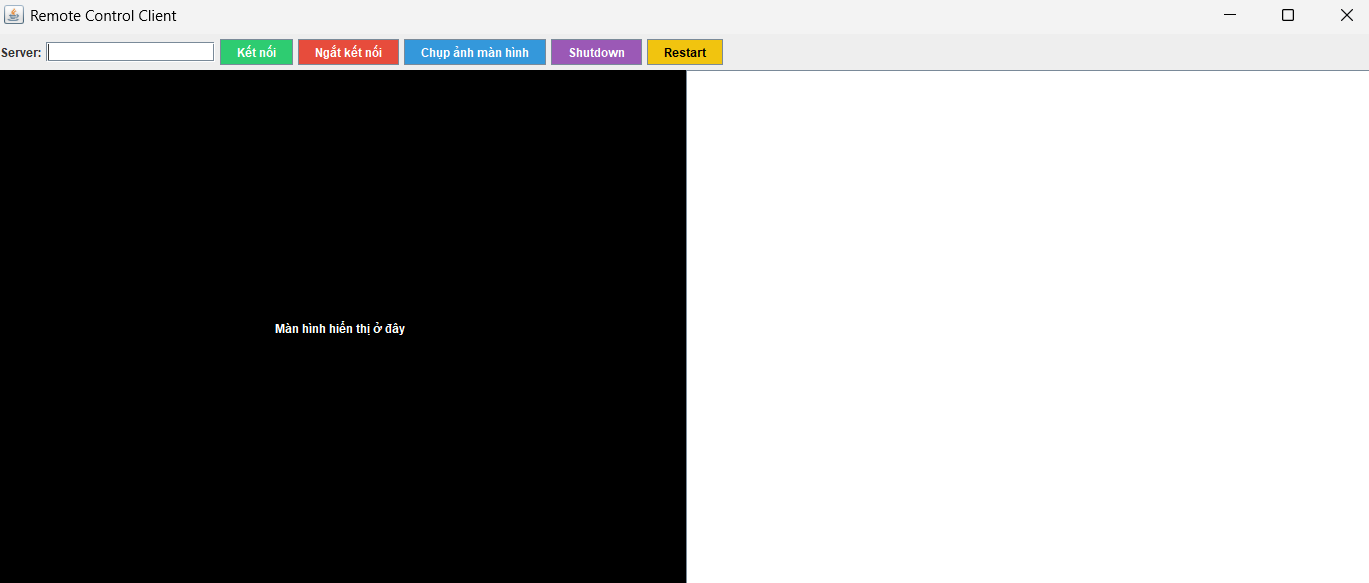 Remote Control Client
Server: Kết nối Ngắt kết nối Chụp ảnh màn hình Shutdown Restart
Màn hình hiển thị ở đây